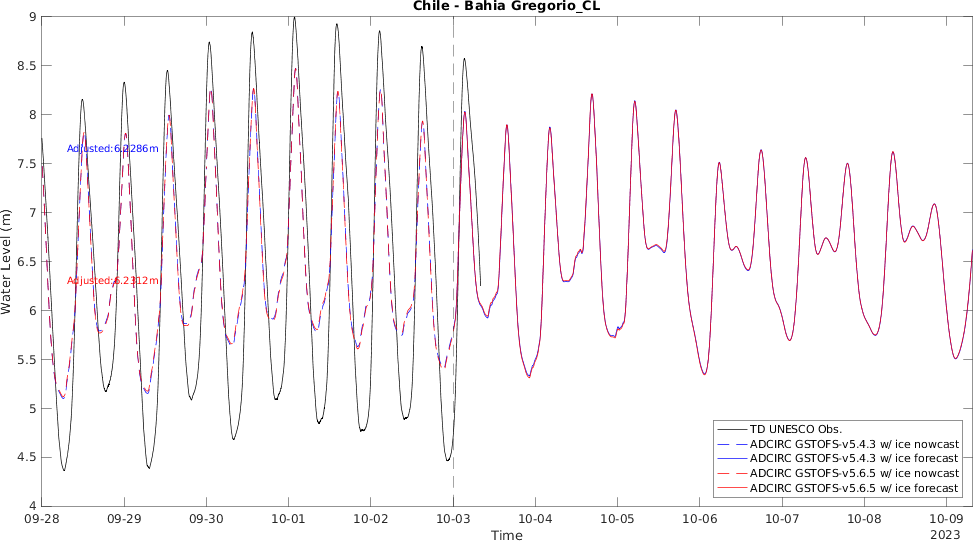 Chile - Bahia Gregorio_CL
Water Level (m)
9
8.5
8
7.5
7
6.5
6
5.5
5
4.5
4
Adjusted:6.2286m
Adjusted:6.2312m
TD UNESCO Obs.
ADCIRC GSTOFS-v5.4.3 w/ ice nowcast
ADCIRC GSTOFS-v5.4.3 w/ ice forecast
ADCIRC GSTOFS-v5.6.5 w/ ice nowcast
ADCIRC GSTOFS-v5.6.5 w/ ice forecast
09-28 09-29 09-30 10-01 10-02 10-03 10-04 10-05 10-06 10-07 10-08 10-09
2023
Time